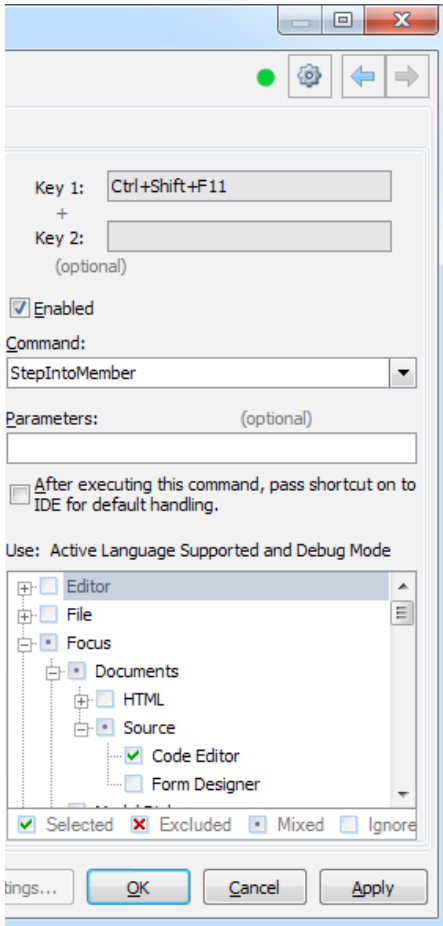 Key 1: Ctrl+Shift+F11
+
Key 2:
(optional)
Enabled
Command:
StepIntoMember
Parameters: (optional)
After executing this command, pass shortcut on to
IDE for default handling.
Use: Active Language Supported and Debug Mode
Editor
File
Focus
Documents
HTML
Source
Code Editor
Form Designer
Selected Excluded Mixed Ignore
tings... OK Cancel Apply